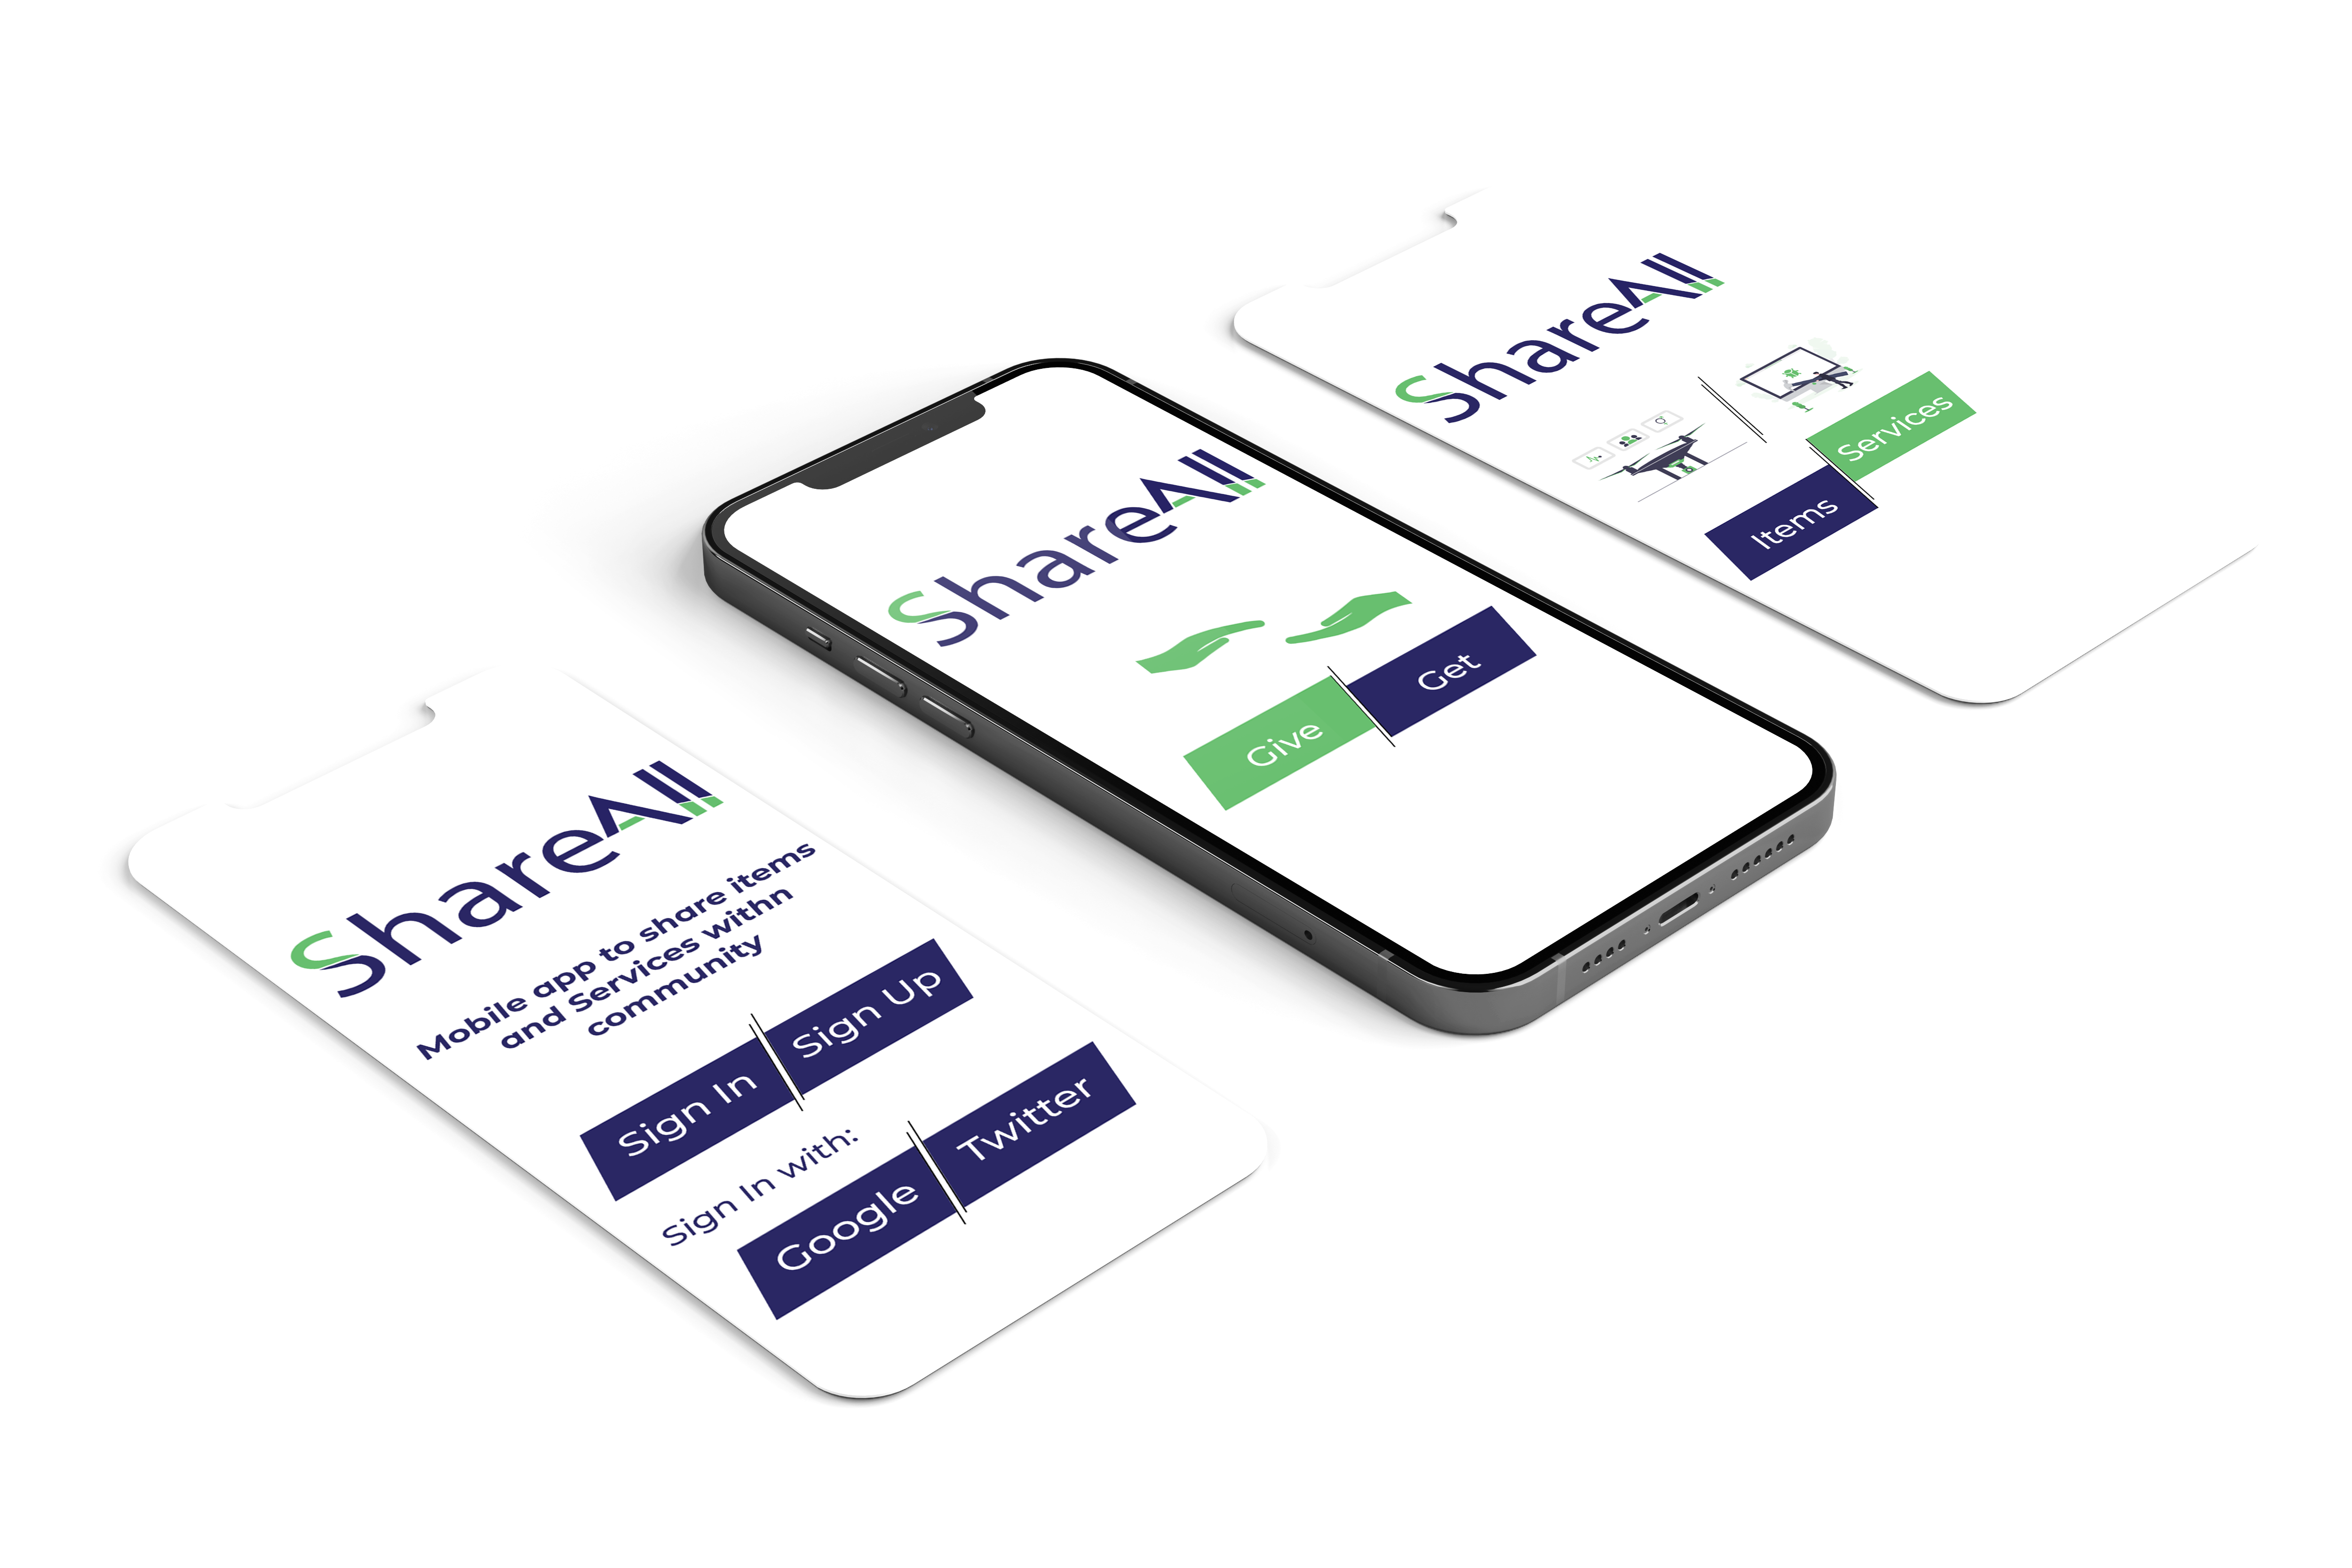 ShareAll
Mobile app to share items
and Services withn
community
Sign In
Sign Up
Sign In with:
Google
Twitter
ShareAll
Give
Get
ShareAll
Items
Services